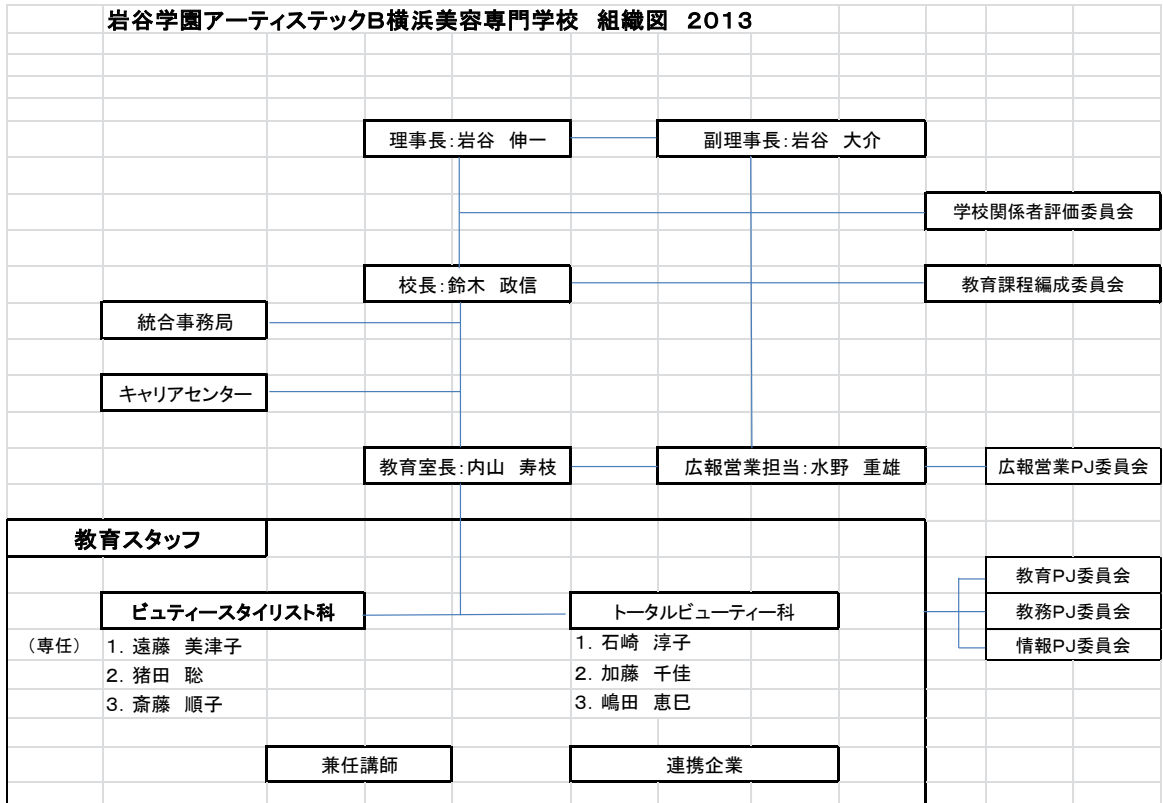 岩谷学園アーティステックB横浜美容専門学校　組織図　2013
理事長：岩谷　伸一
副理事長：岩谷　大介
学校関係者評価委員会
校長：鈴木　政信
教育課程編成委員会
統合事務局
キャリアセンター
教育室長：内山　寿枝
広報営業担当：水野　重雄
広報営業PJ委員会
教育スタッフ
教育PJ委員会
ビュティースタイリスト科
トータルビューティー科
教務PJ委員会
（専任）
1．遠藤　美津子
1．石崎　淳子
情報PJ委員会
2．猪田　聡
2．加藤　千佳
3．斎藤　順子
3．嶋田　恵巳
兼任講師
連携企業